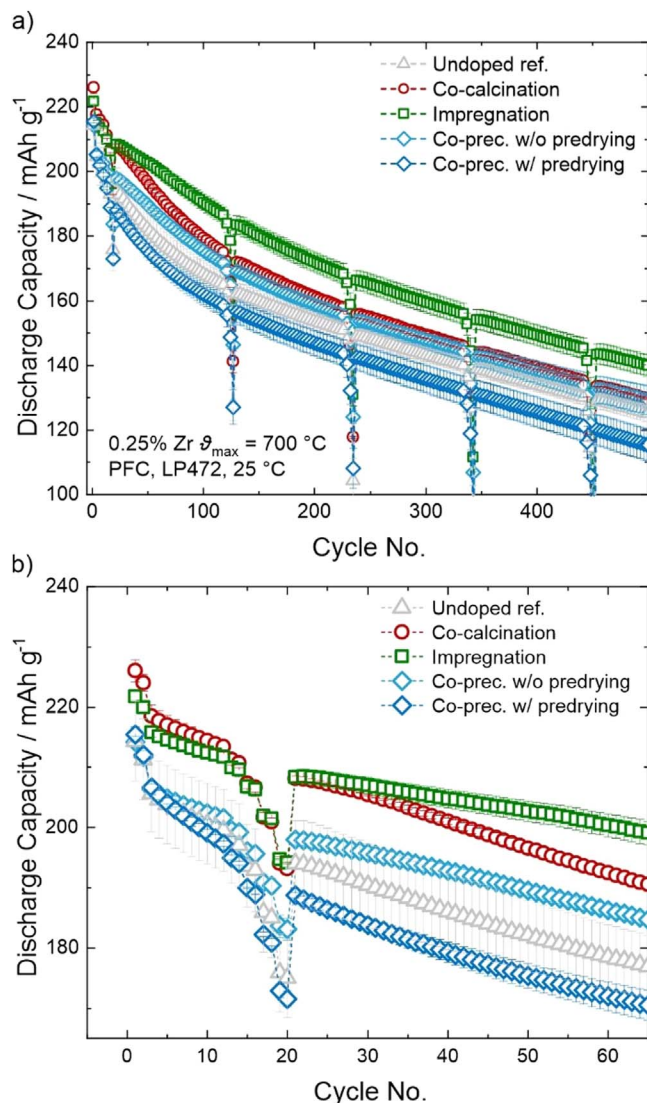 a)
240
220
200
180
160
140
120
100
Discharge Capacity / mAh g⁻¹
Undoped ref.
Co-calcination
Impregnation
Co-prec. w/o predrying
Co-prec. w/ predrying
0.25% Zr ϑmax = 700 °C
PFC, LP472, 25 °C
0 100 200 300 400
Cycle No.
b)
240
220
200
180
Discharge Capacity / mAh g⁻¹
Undoped ref.
Co-calcination
Impregnation
Co-prec. w/o predrying
Co-prec. w/ predrying
0 10 20 30 40 50 60
Cycle No.